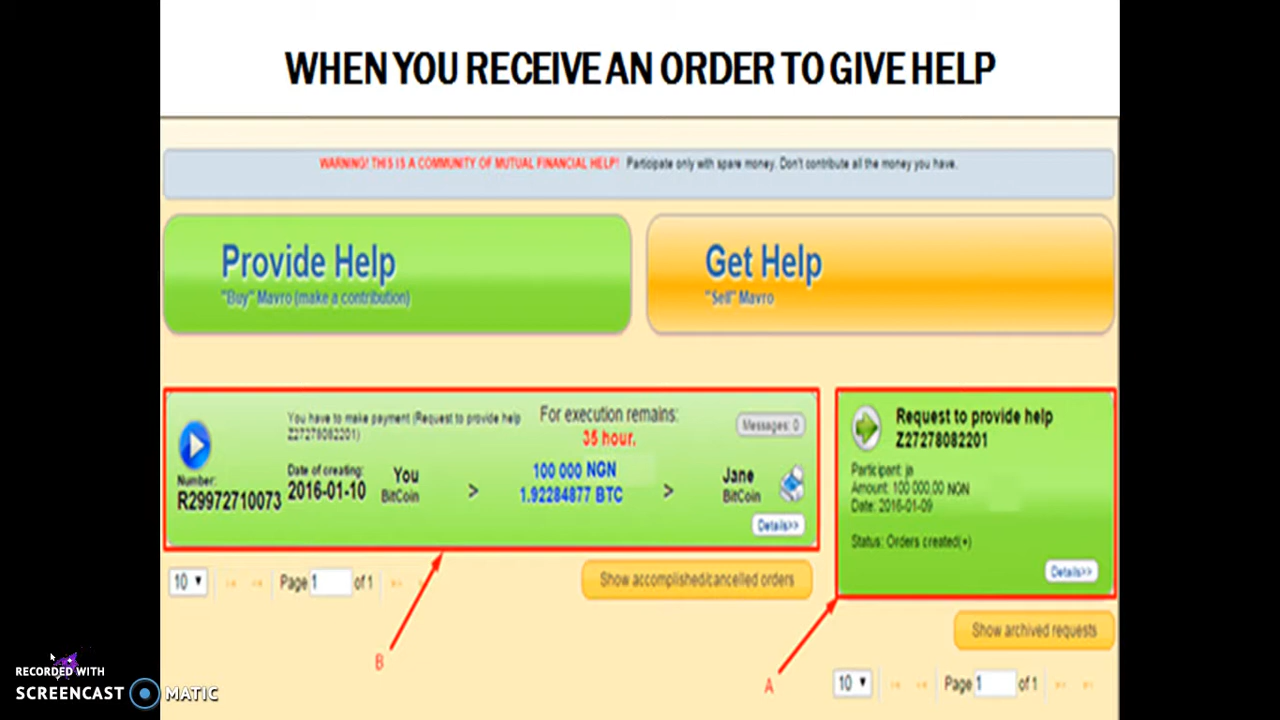 WHEN YOU RECEIVE AN ORDER TO GIVE HELP
WARNING! THIS IS A COMMUNITY OF MUTUAL FINANCIAL HELP! Participate only with spare money. Don't contribute all the money you have.
Provide Help
"Buy" Mavro (make a contribution)
Get Help
"Sell" Mavro
You have to make payment (Request to provide help
Z27278082201)
For execution remains:
35 hour.
Messages: 0
Number:
R29972710073
Date of creating:
2016-01-10
You
BitCoin
>
100 000 NGN
1.92284877 BTC
>
Jane
BitCoin
Details>>
Request to provide help
Z27278082201
Participant: ja
Amount: 100 000,00 NGN
Date: 2016-01-09
Status: Orders created(+)
Details>>
10
Page 1 of 1
Show accomplished/cancelled orders
Show archived requests
B
A
10
Page 1 of 1
RECORDED WITH
SCREENCAST MATIC